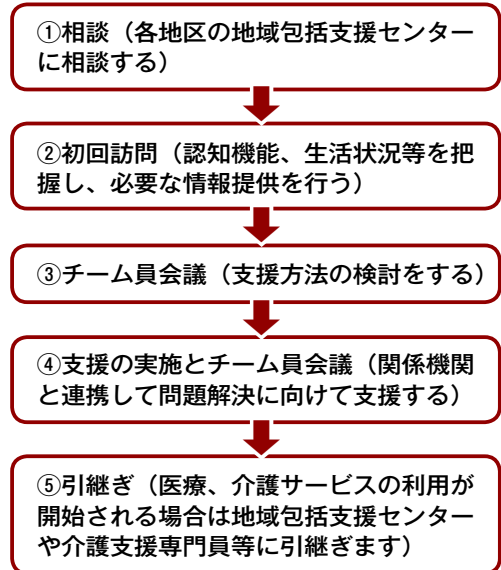 ①相談（各地区の地域包括支援センター
に相談する）
②初回訪問（認知機能、生活状況等を把
握し、必要な情報提供を行う）
③チーム員会議（支援方法の検討をする）
④支援の実施とチーム員会議（関係機関
と連携して問題解決に向けて支援する）
⑤引継ぎ（医療、介護サービスの利用が
開始される場合は地域包括支援センター
や介護支援専門員等に引継ぎます）